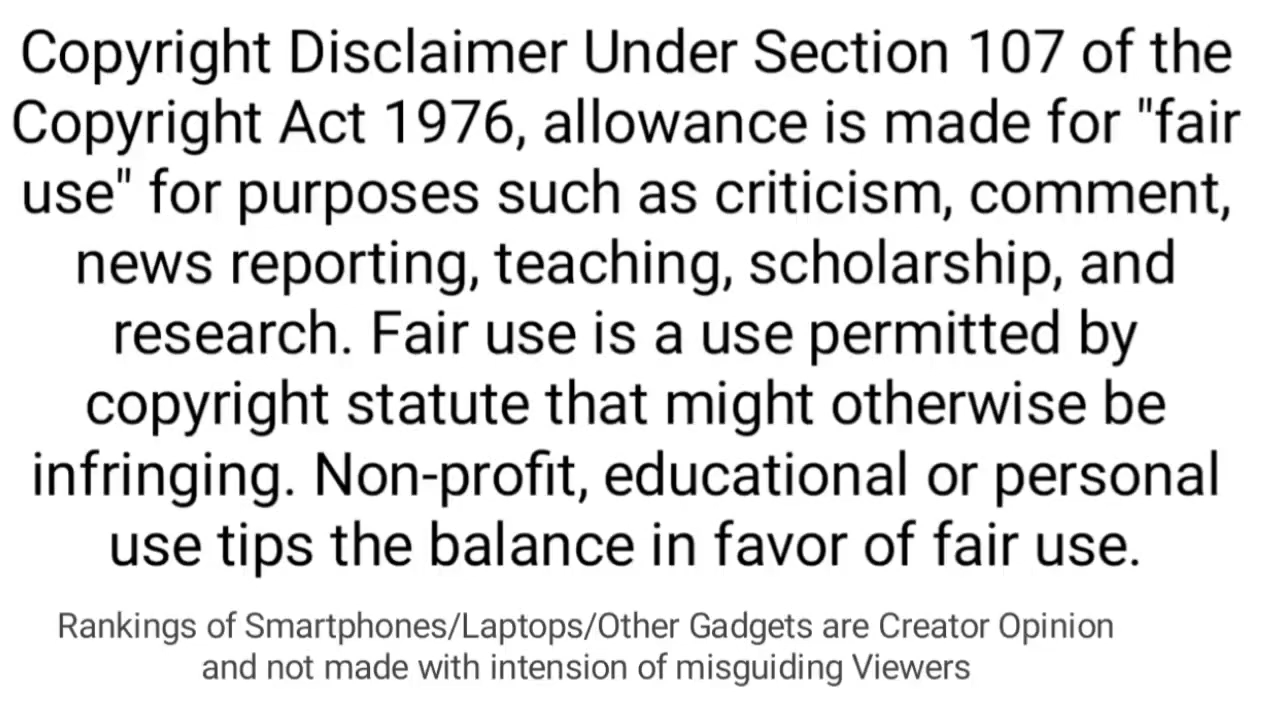 Copyright Disclaimer Under Section 107 of the
Copyright Act 1976, allowance is made for "fair
use" for purposes such as criticism, comment,
news reporting, teaching, scholarship, and
research. Fair use is a use permitted by
copyright statute that might otherwise be
infringing. Non-profit, educational or personal
use tips the balance in favor of fair use.
Rankings of Smartphones/Laptops/Other Gadgets are Creator Opinion
and not made with intension of misguiding Viewers